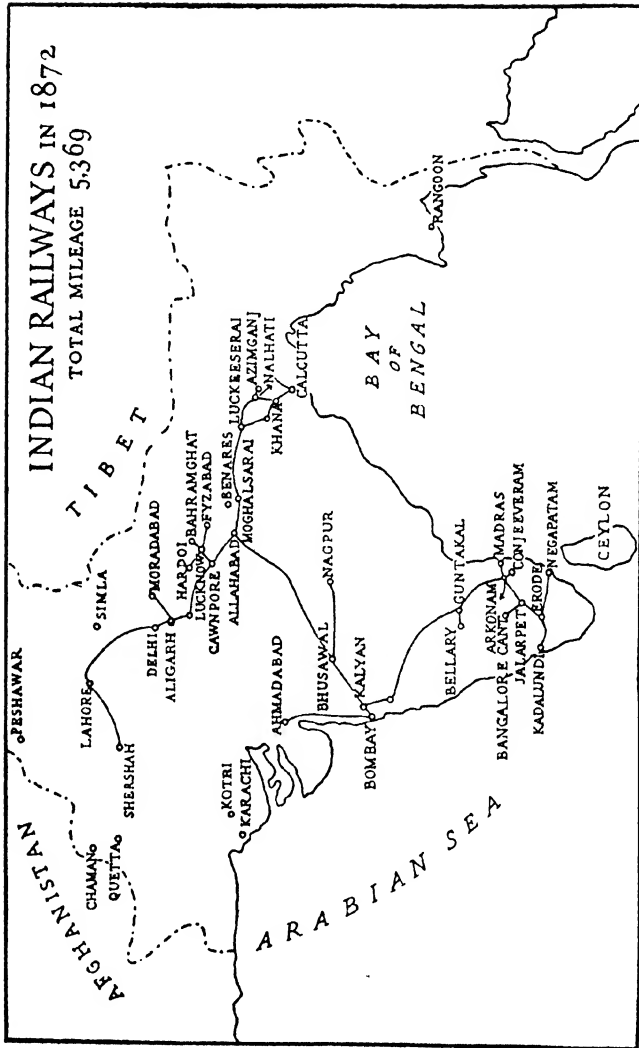 INDIAN RAILWAYS IN 1872
TOTAL MILEAGE 5,369
AFGHANISTAN
TIBET
PESHAWAR
CHAMAN
QUETTA
LAHORE
SIMLA
SHERSHAH
DELHI
MORADABAD
ALIGARH
HARDOI
BAHRAMGHAT
LUCKNOW
FYZABAD
CAWNPORE
BENARES
ALLAHABAD
MOGHALSARAI
LUCKEESERAI
AZIMGANJ
NALHATI
KHANA
CALCUTTA
KOTRI
KARACHI
AHMADABAD
BHUSAWAL
NAGPUR
KALYAN
BOMBAY
ARABIAN SEA
BAY
OF
BENGAL
RANGOON
BELLARY
GUNTAKAL
ARKONAM
MADRAS
CONJEEVERAM
BANGALORE CANT.
JALARPET
ERODE
KADALUNDI
NEGAPATAM
CEYLON